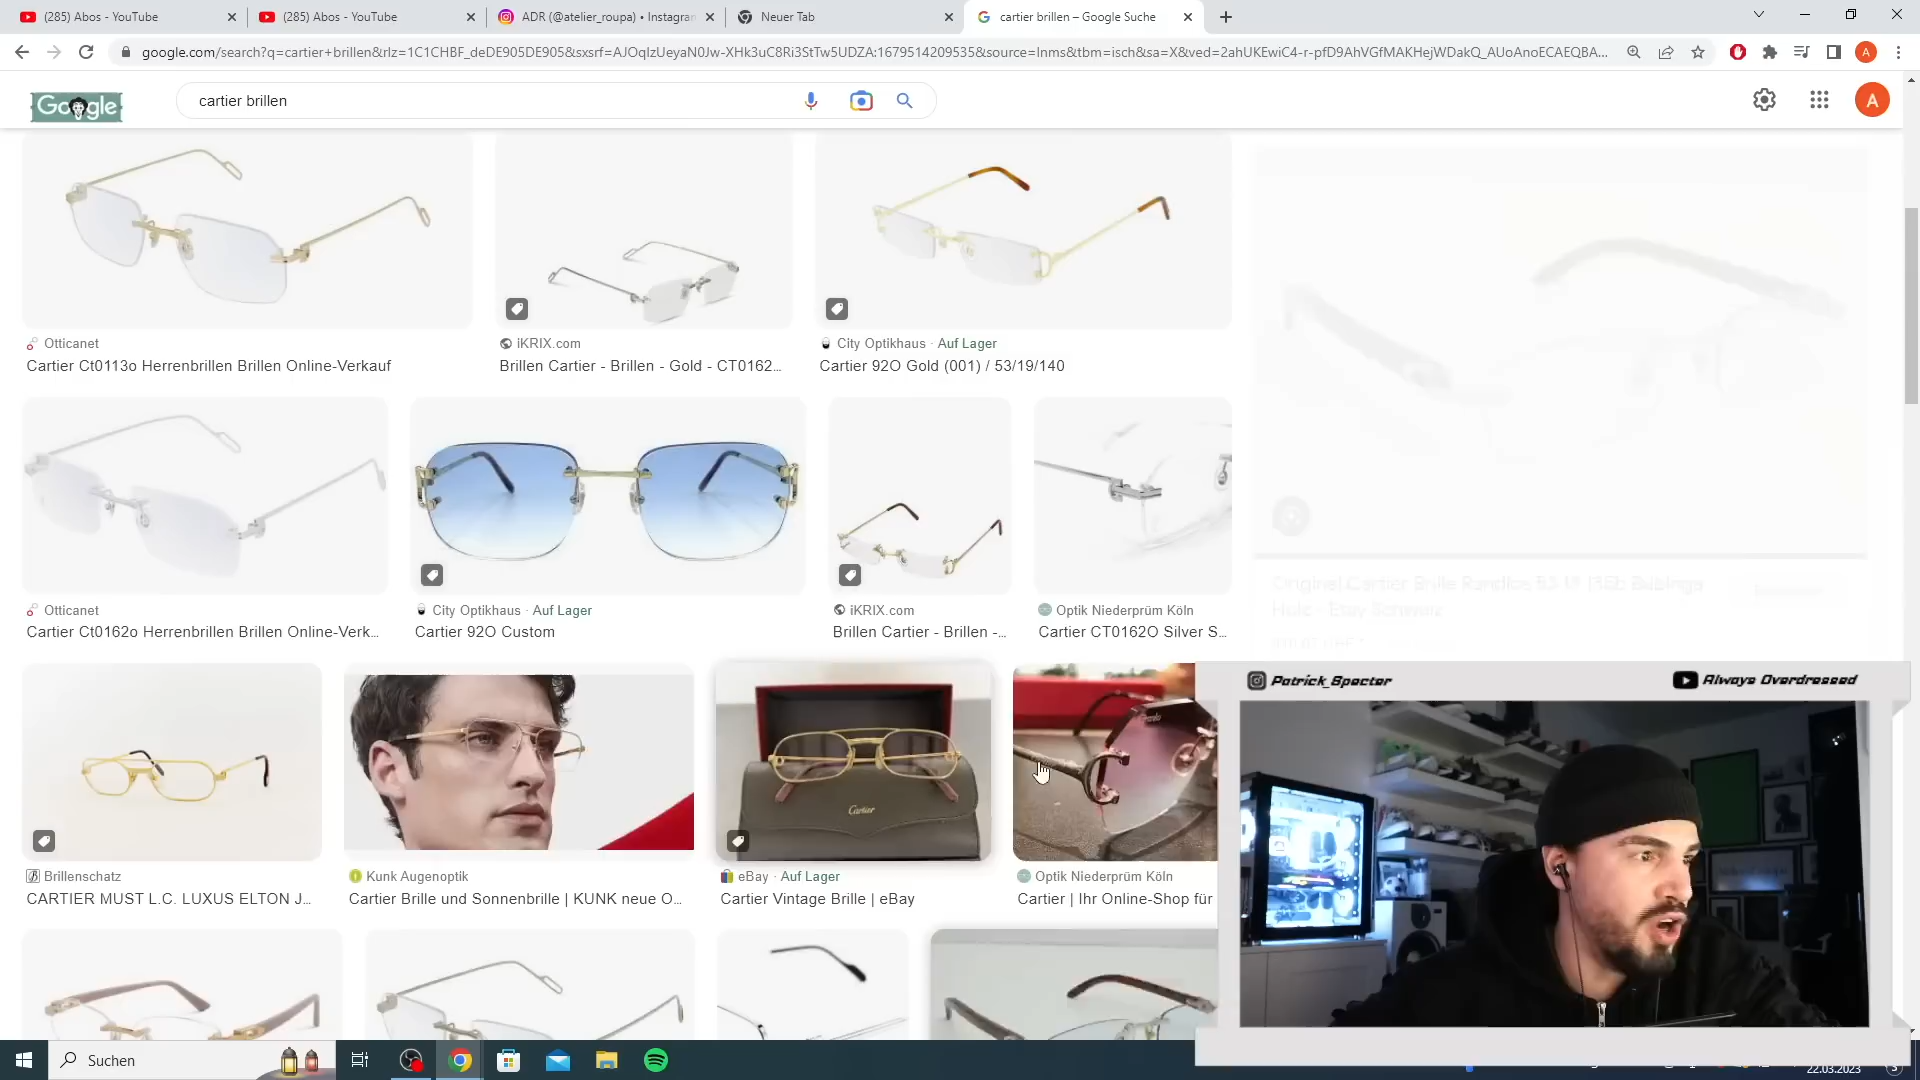 (285) Abos - YouTube
(285) Abos - YouTube
ADR (@atelier_roupa) • Instagran
Neuer Tab
cartier brillen – Google Suche
google.com/search?q=cartier+brillen&rlz=1C1CHBF_deDE905DE905&sxsrf=AJOqlzUeyaN0Jw-XHk3uC8Ri3StTw5UDZA:1679514209535&source=lnms&tbm=isch&sa=X&ved=2ahUKEwiC4-r-pfD9AhVGfMAKHejWDakQ_AUoAnoECAEQBA...
A
Google
cartier brillen
A
Otticanet
Cartier Ct0113o Herrenbrillen Brillen Online-Verkauf
iKRIX.com
Brillen Cartier - Brillen - Gold - CT0162...
City Optikhaus · Auf Lager
Cartier 92O Gold (001) / 53/19/140
Otticanet
Cartier Ct0162o Herrenbrillen Brillen Online-Verk...
City Optikhaus · Auf Lager
Cartier 92O Custom
iKRIX.com
Brillen Cartier - Brillen -...
Optik Niederprüm Köln
Cartier CT0162O Silver S...
Patrick_Specter
Always Overdressed
Cartier
Brillenschatz
CARTIER MUST L.C. LUXUS ELTON J...
Kunk Augenoptik
Cartier Brille und Sonnenbrille | KUNK neue O...
eBay · Auf Lager
Cartier Vintage Brille | eBay
Optik Niederprüm Köln
Cartier | Ihr Online-Shop für
Suchen
22.03.2023